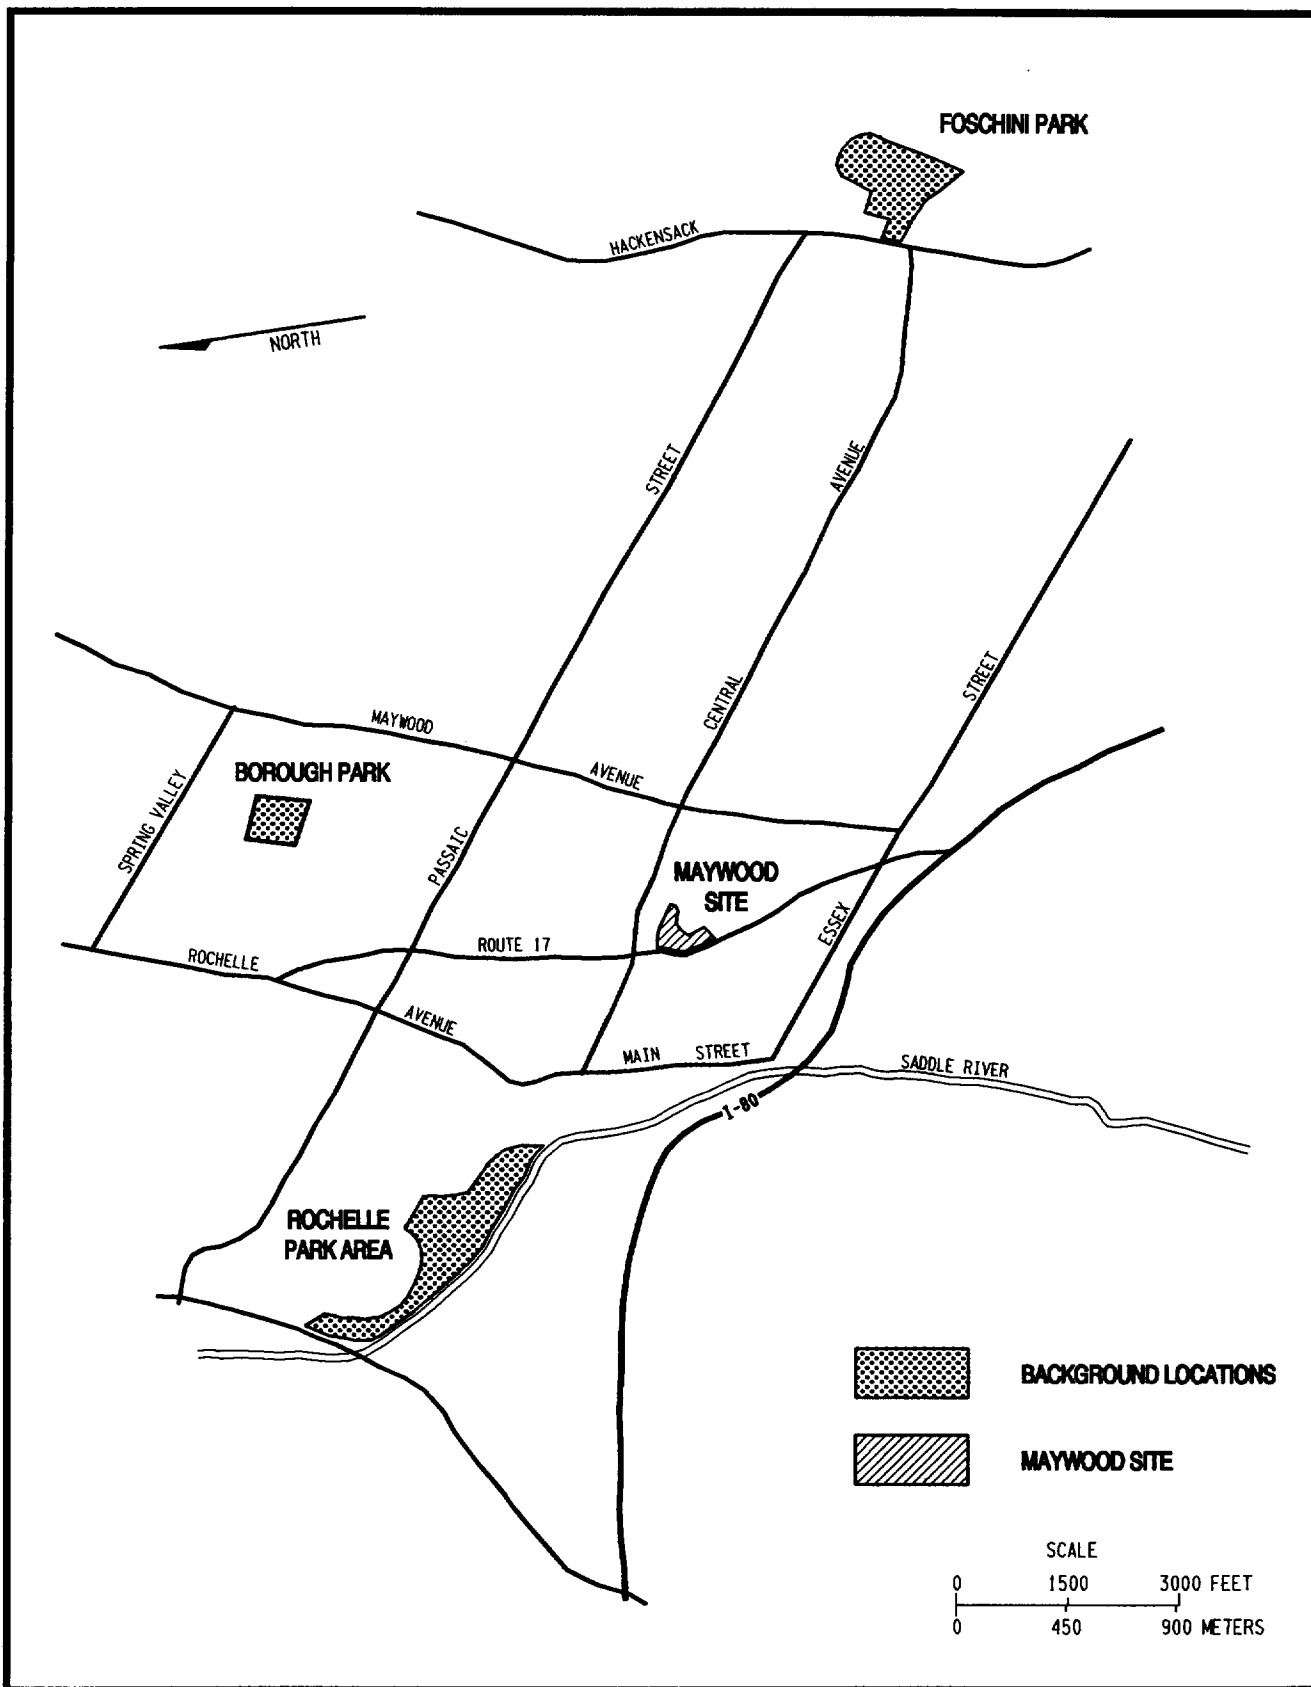 FOSCHINI PARK
HACKENSACK
NORTH
STREET
AVENUE
STREET
CENTRAL
MAYWOOD
AVENUE
BOROUGH PARK
SPRING VALLEY
PASSAIC
MAYWOOD
SITE
ESSEX
ROUTE 17
ROCHELLE
AVENUE
MAIN STREET
SADDLE RIVER
I-80
ROCHELLE
PARK AREA
BACKGROUND LOCATIONS
MAYWOOD SITE
SCALE
0 1500 3000 FEET
0 450 900 METERS